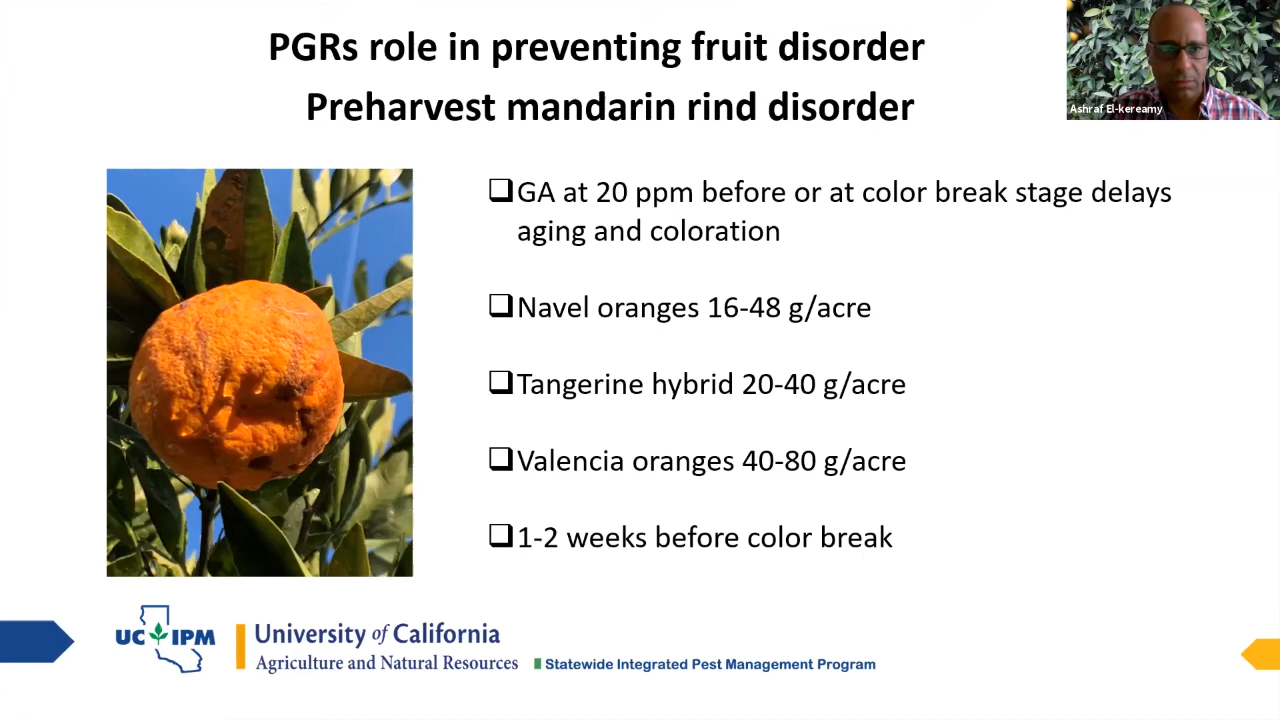 PGRs role in preventing fruit disorder
Preharvest mandarin rind disorder
Ashraf El-kereamy
GA at 20 ppm before or at color break stage delays
aging and coloration
Navel oranges 16-48 g/acre
Tangerine hybrid 20-40 g/acre
Valencia oranges 40-80 g/acre
1-2 weeks before color break
UC IPM
University of California
Agriculture and Natural Resources
Statewide Integrated Pest Management Program